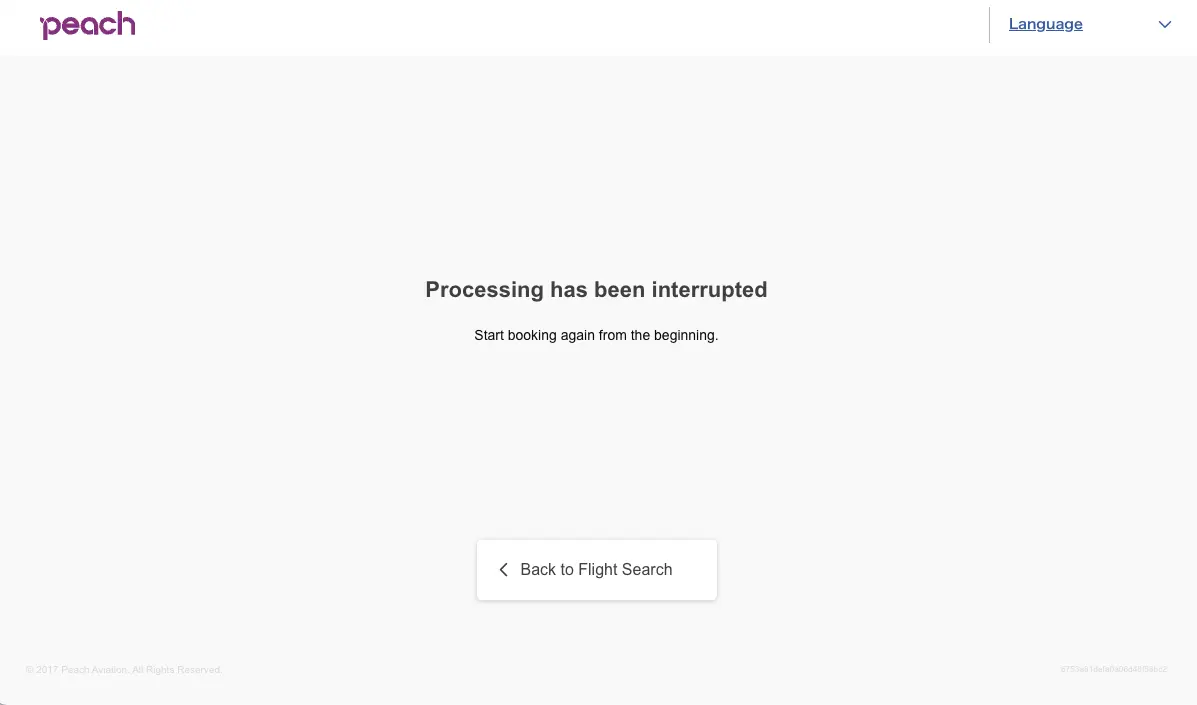 peach
Language
Processing has been interrupted
Start booking again from the beginning.
Back to Flight Search
© 2017 Peach Aviation. All Rights Reserved.